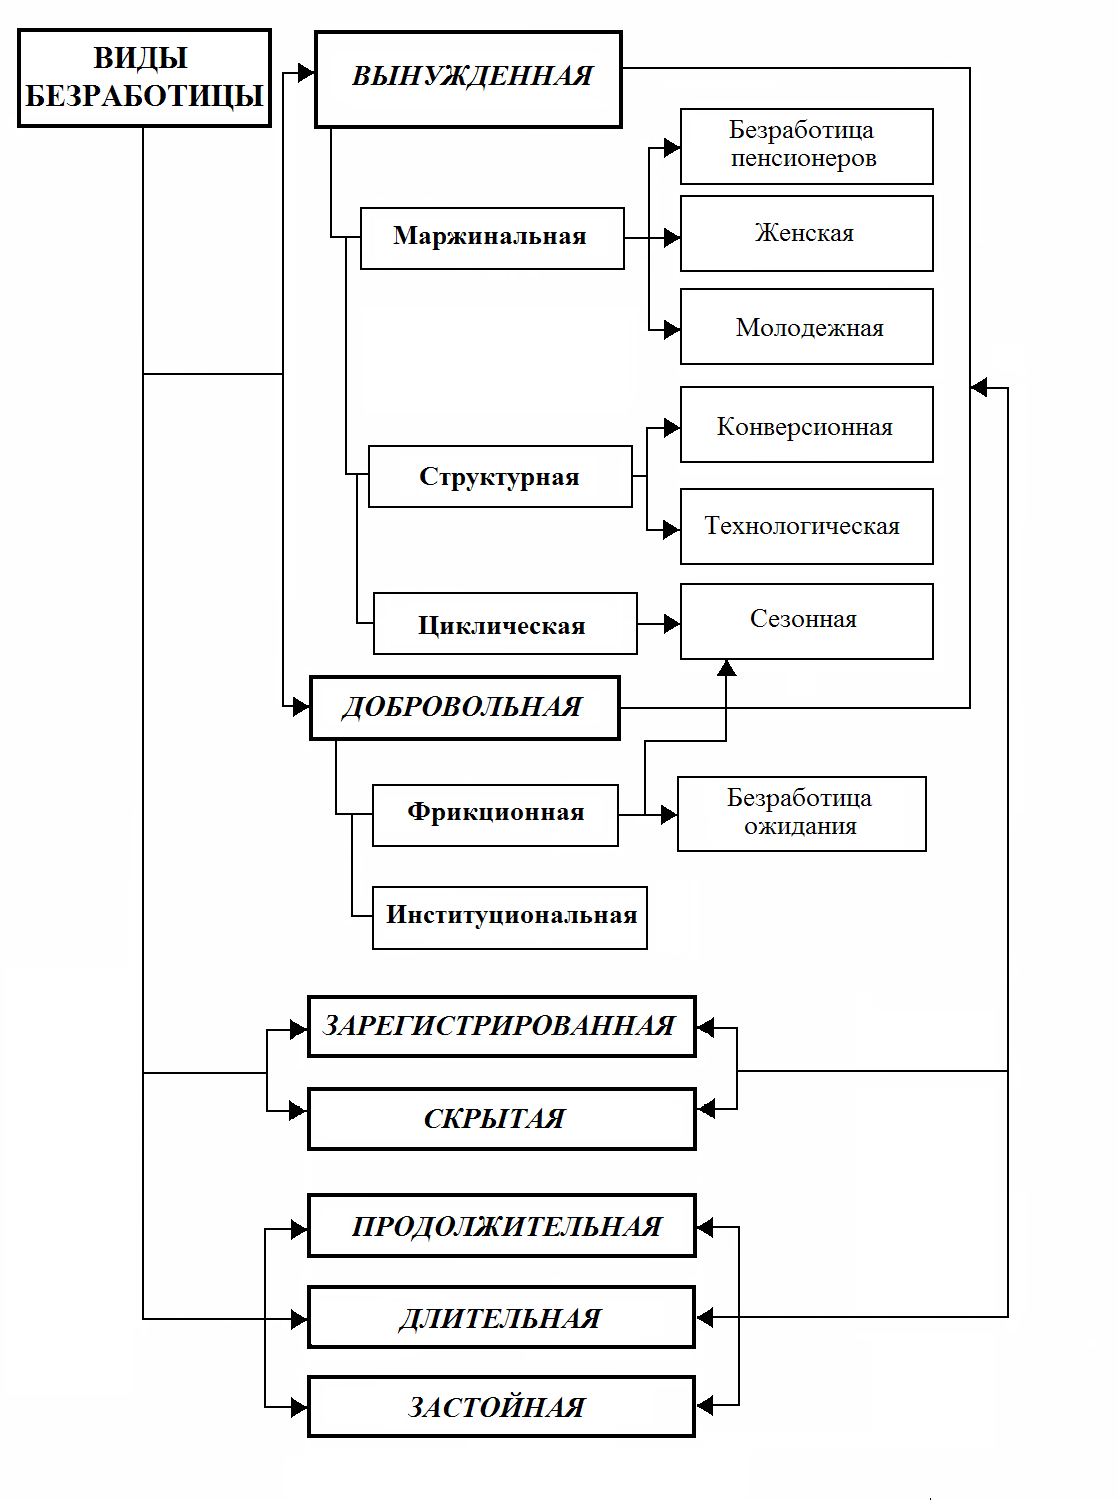 ВИДЫ
БЕЗРАБОТИЦЫ
ВЫНУЖДЕННАЯ
Безработица
пенсионеров
Маржинальная
Женская
Молодежная
Конверсионная
Структурная
Технологическая
Циклическая
Сезонная
ДОБРОВОЛЬНАЯ
Фрикционная
Безработица
ожидания
Институциональная
ЗАРЕГИСТРИРОВАННАЯ
СКРЫТАЯ
ПРОДОЛЖИТЕЛЬНАЯ
ДЛИТЕЛЬНАЯ
ЗАСТОЙНАЯ